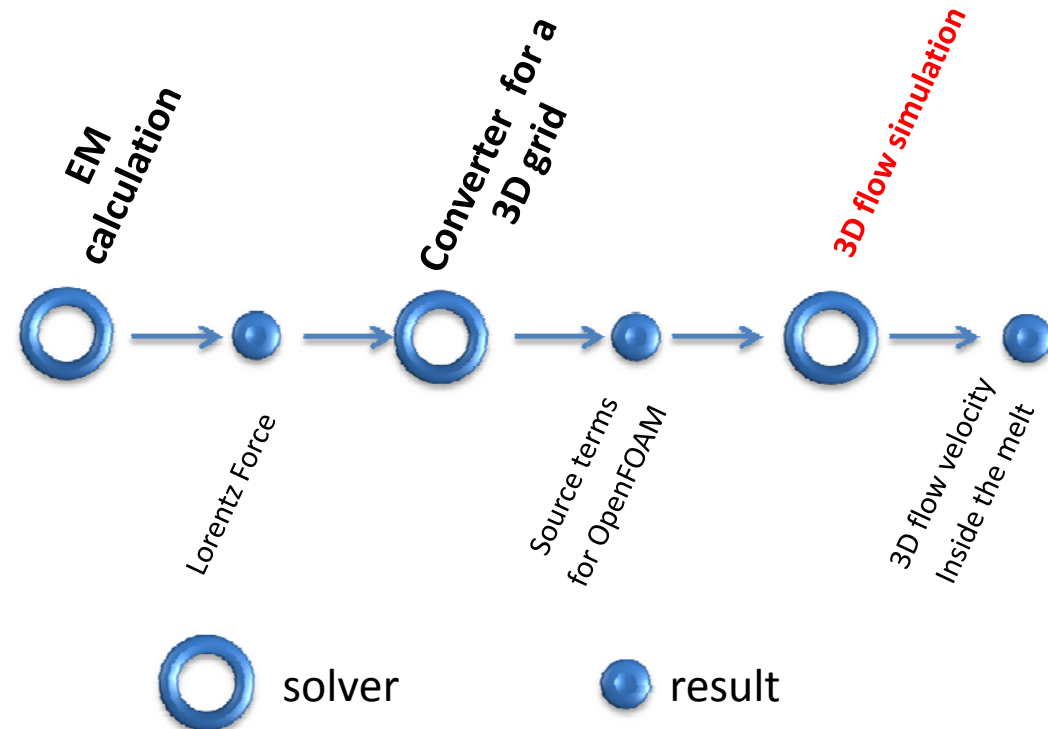 EM
calculation
Converter for a
3D grid
3D flow simulation
Lorentz Force
Source terms
for OpenFOAM
3D flow velocity
Inside the melt
solver
result